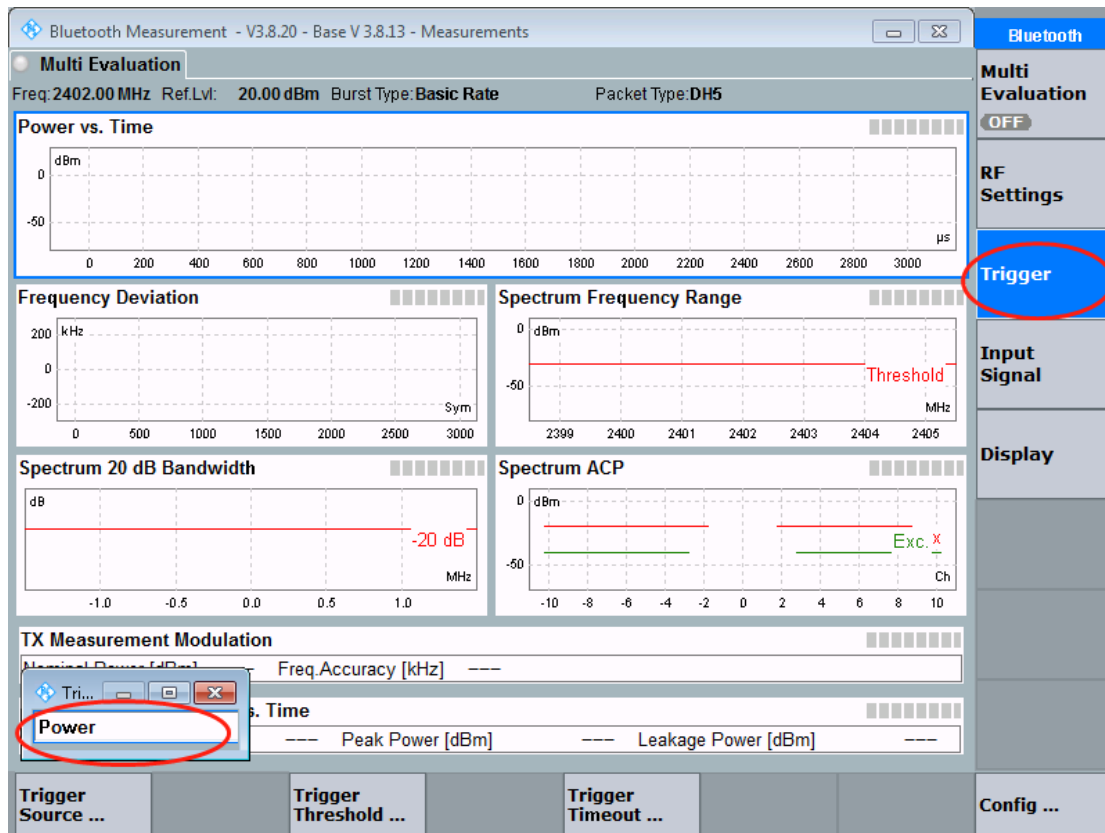 Bluetooth Measurement - V3.8.20 - Base V 3.8.13 - Measurements
Multi Evaluation
Freq:2402.00 MHz Ref.Lvl: 20.00 dBm Burst Type:Basic Rate Packet Type:DH5
Power vs. Time
dBm
0
-50
µs
0 200 400 600 800 1000 1200 1400 1600 1800 2000 2200 2400 2600 2800 3000
Frequency Deviation
200 kHz
0
-200
Sym
0 500 1000 1500 2000 2500 3000
Spectrum Frequency Range
0 dBm
Threshold
-50
MHz
2399 2400 2401 2402 2403 2404 2405
Spectrum 20 dB Bandwidth
dB
-20 dB
MHz
-1.0 -0.5 0.0 0.5 1.0
Spectrum ACP
0 dBm
Exc. x
-50
Ch
-10 -8 -6 -4 -2 0 2 4 6 8 10
TX Measurement Modulation
Nominal Power [dBm] --- Freq.Accuracy [kHz] ---
Tri...
Power
s. Time
--- Peak Power [dBm] --- Leakage Power [dBm] ---
Bluetooth
Multi
Evaluation
OFF
RF
Settings
Trigger
Input
Signal
Display
Trigger
Source ...
Trigger
Threshold ...
Trigger
Timeout ...
Config ...